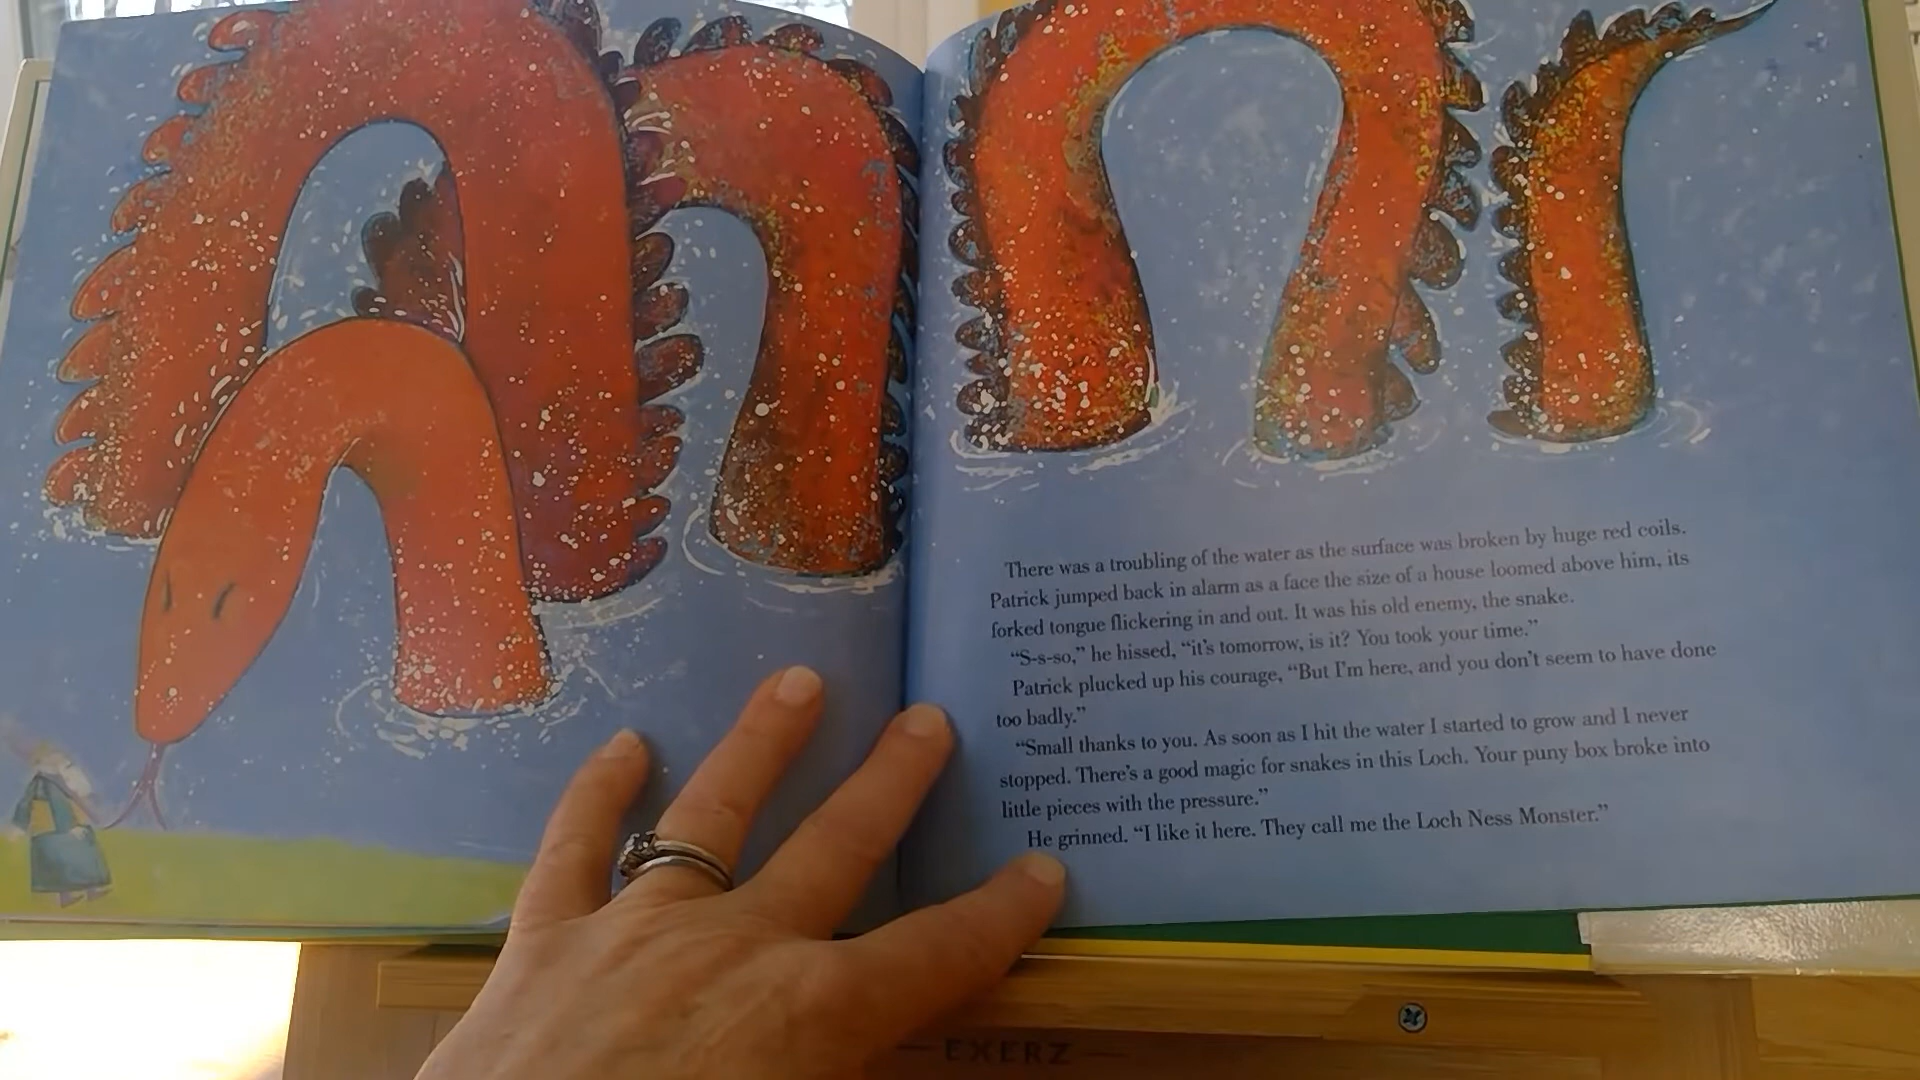 There was a troubling of the water as the surface was broken by huge red coils.
Patrick jumped back in alarm as a face the size of a house loomed above him, its
forked tongue flickering in and out. It was his old enemy, the snake.
“S-s-so,” he hissed, “it’s tomorrow, is it? You took your time.”
Patrick plucked up his courage, “But I’m here, and you don’t seem to have done
too badly.”
“Small thanks to you. As soon as I hit the water I started to grow and I never
stopped. There’s a good magic for snakes in this Loch. Your puny box broke into
little pieces with the pressure.”
He grinned. “I like it here. They call me the Loch Ness Monster.”
EXERZ